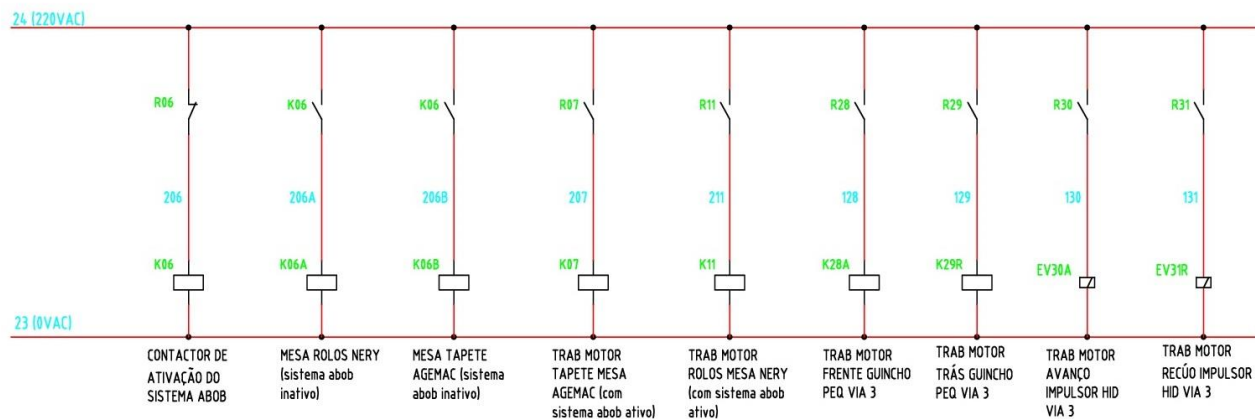 24 (220VAC)
R06
K06
K06
R07
R11
R28
R29
R30
R31
206
206A
206B
207
211
128
129
130
131
K06
K06A
K06B
K07
K11
K28A
K29R
EV30A
EV31R
23 (0VAC)
CONTACTOR DE
ATIVAÇÃO DO
SISTEMA ABOB
MESA ROLOS NERY
(sistema abob
inativo)
MESA TAPETE
AGEMAC (sistema
abob inativo)
TRAB MOTOR
TAPETE MESA
AGEMAC (com
sistema abob ativo)
TRAB MOTOR
ROLOS MESA NERY
(com sistema abob
ativo)
TRAB MOTOR
FRENTE GUINCHO
PEQ VIA 3
TRAB MOTOR
TRÁS GUINCHO
PEQ VIA 3
TRAB MOTOR
AVANÇO
IMPULSOR HID
VIA 3
TRAB MOTOR
RECÚO IMPULSOR
HID VIA 3